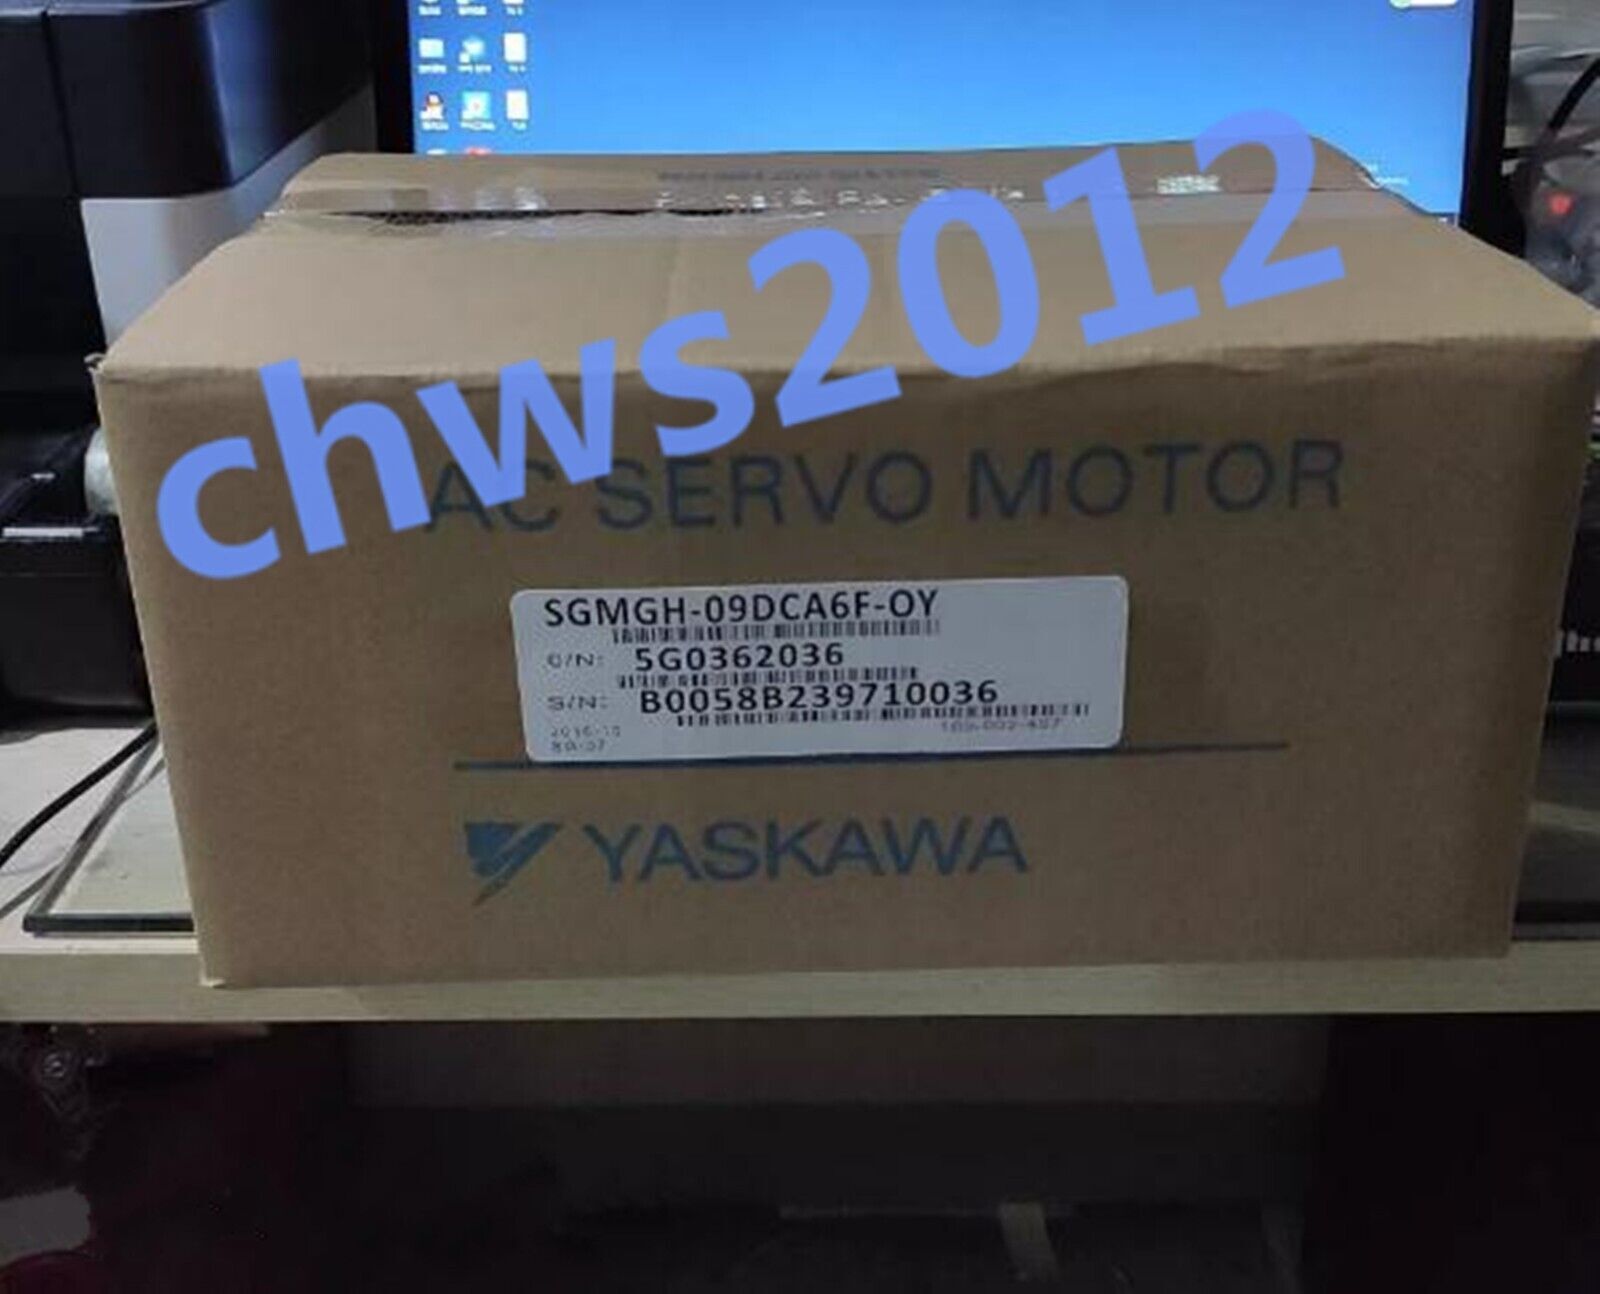 chws2012
AC SERVO MOTOR
SGMGH-09DCA6F-OY
O/N: 5G0362036
S/N: B0058B239710036
YASKAWA